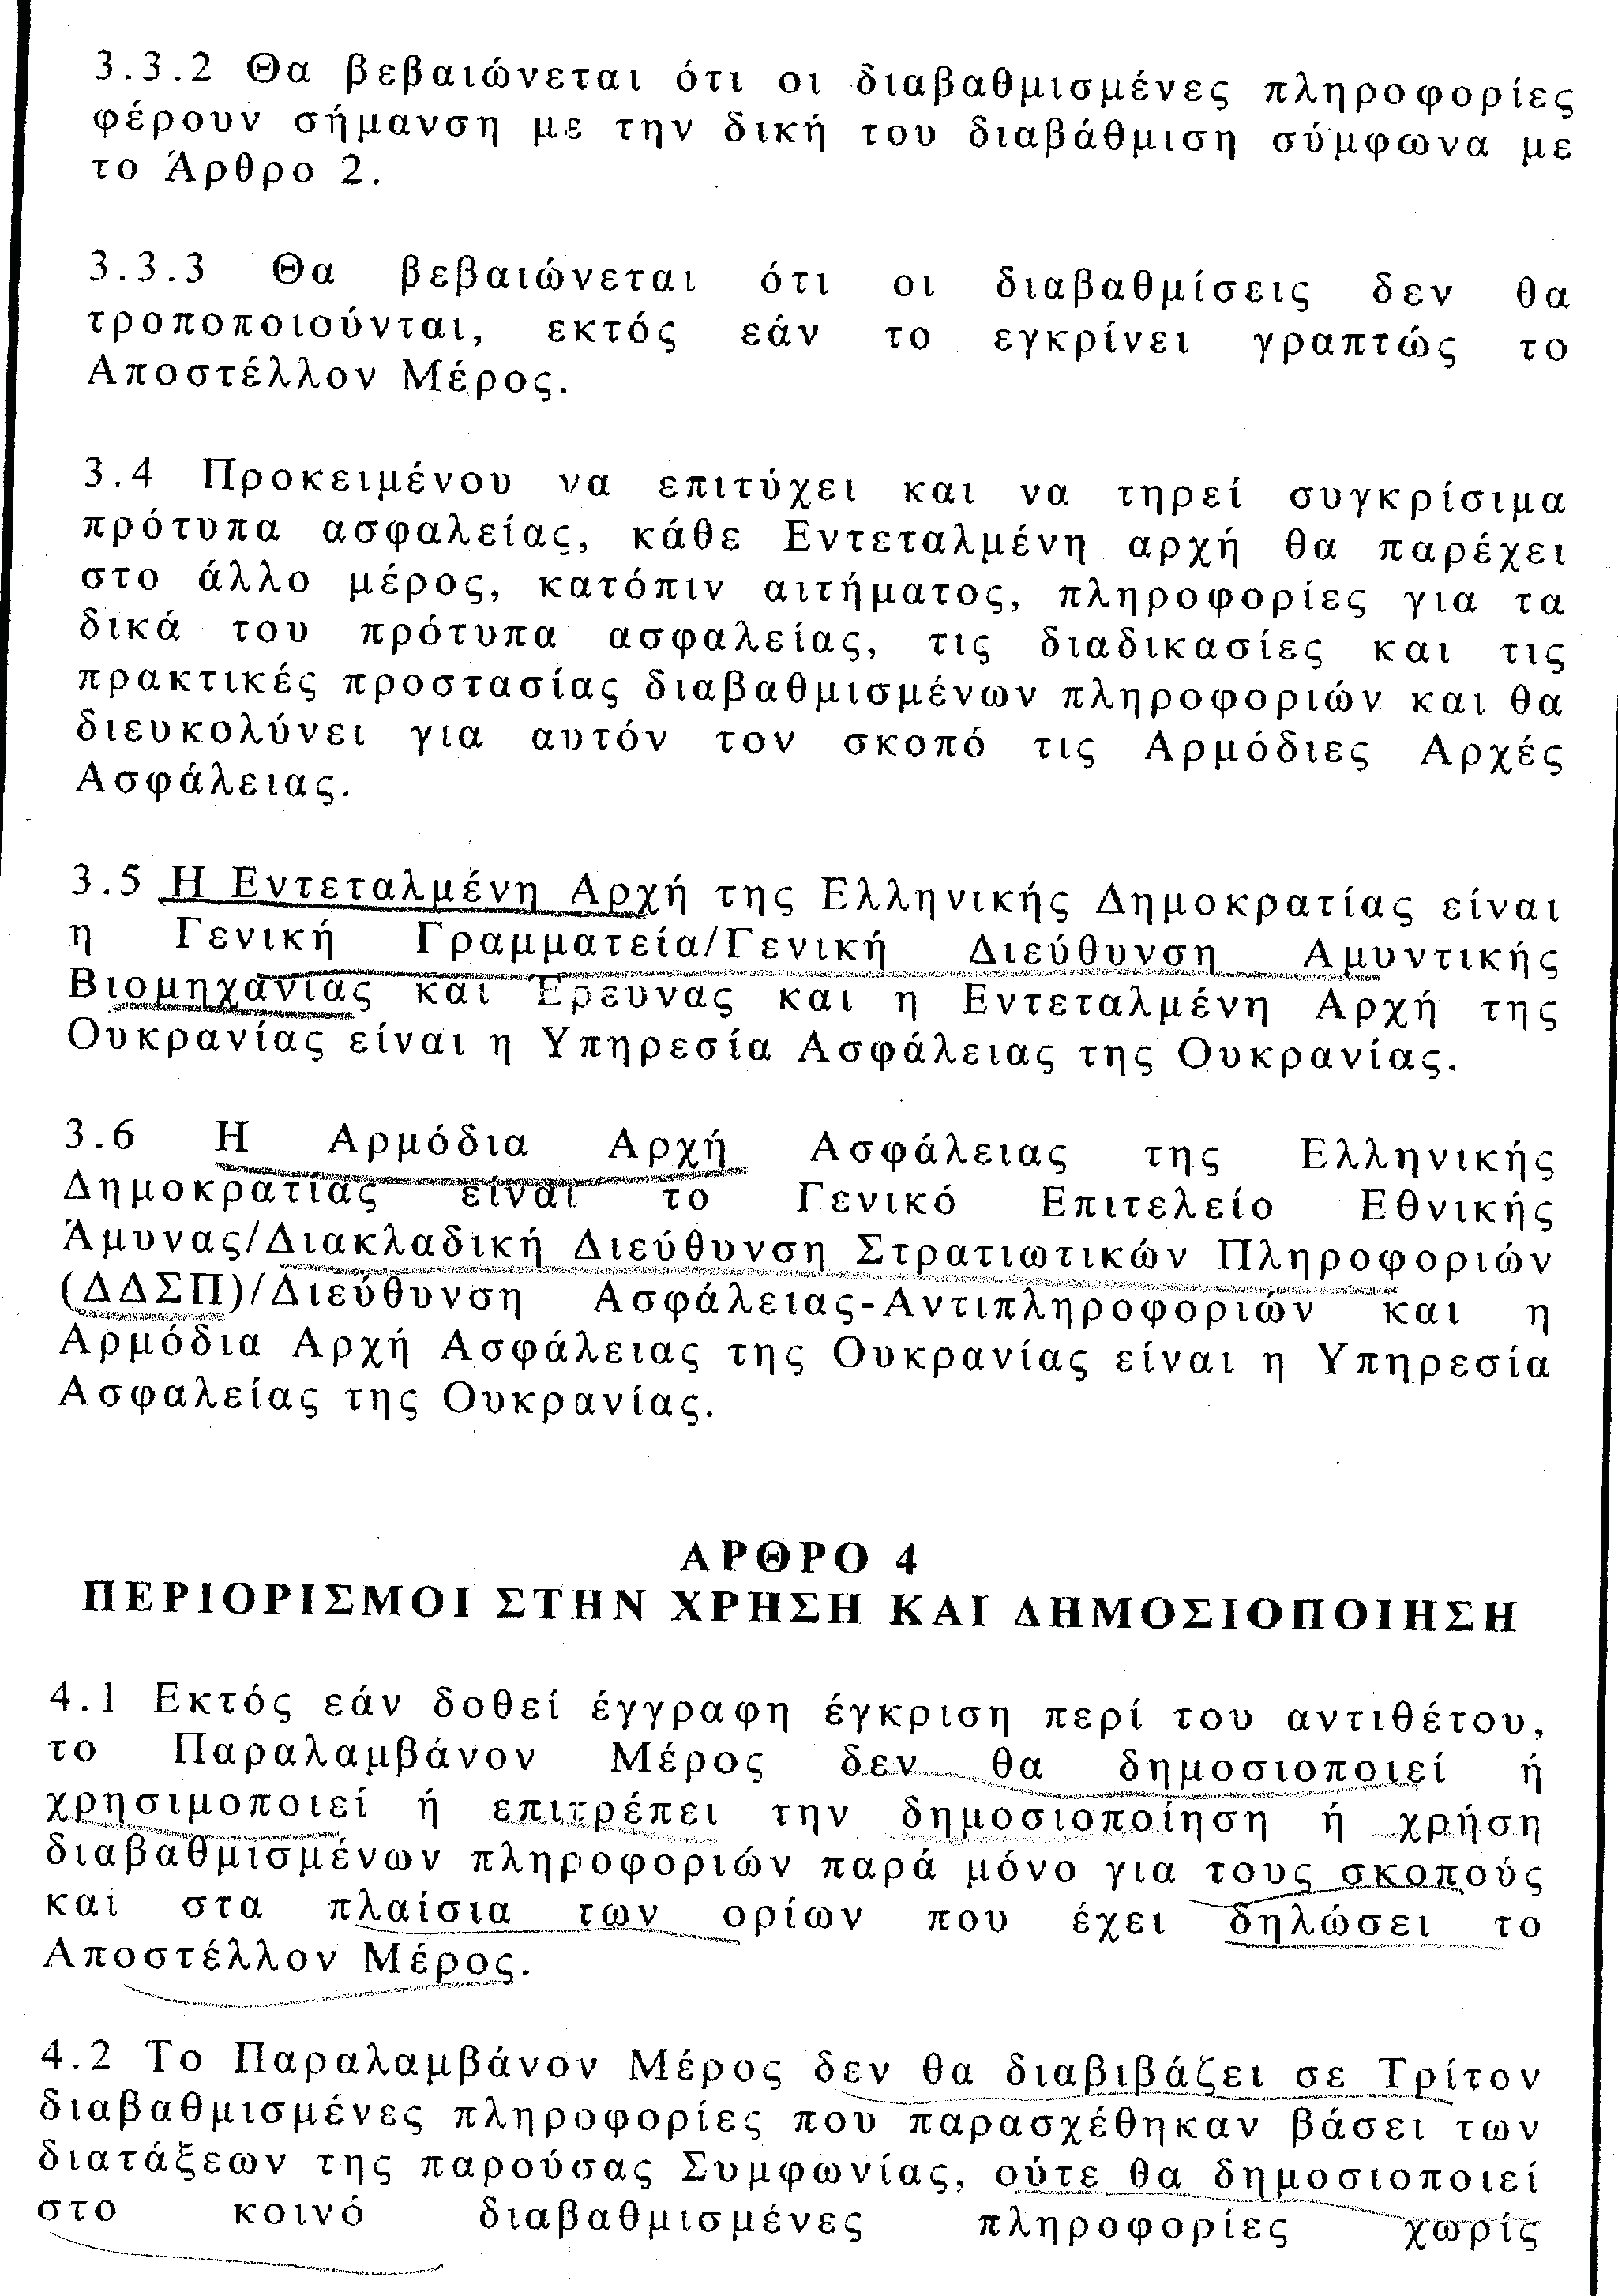 3.3.2 Θα βεβαιώνεται ότι οι διαβαθμισμένες πληροφορίες
φέρουν σήμανση με την δική του διαβάθμιση σύμφωνα με
το Άρθρο 2.
3.3.3 Θα βεβαιώνεται ότι οι διαβαθμίσεις δεν θα
τροποποιούνται, εκτός εάν το εγκρίνει γραπτώς το
Αποστέλλον Μέρος.
3.4 Προκειμένου να επιτύχει και να τηρεί συγκρίσιμα
πρότυπα ασφαλείας, κάθε Εντεταλμένη αρχή θα παρέχει
στο άλλο μέρος, κατόπιν αιτήματος, πληροφορίες για τα
δικά του πρότυπα ασφαλείας, τις διαδικασίες και τις
πρακτικές προστασίας διαβαθμισμένων πληροφοριών και θα
διευκολύνει για αυτόν τον σκοπό τις Αρμόδιες Αρχές
Ασφάλειας.
3.5 Η Εντεταλμένη Αρχή της Ελληνικής Δημοκρατίας είναι
η Γενική Γραμματεία/Γενική Διεύθυνση Αμυντικής
Βιομηχανίας και Έρευνας και η Εντεταλμένη Αρχή της
Ουκρανίας είναι η Υπηρεσία Ασφάλειας της Ουκρανίας.
3.6 Η Αρμόδια Αρχή Ασφάλειας της Ελληνικής
Δημοκρατίας είναι το Γενικό Επιτελείο Εθνικής
Άμυνας/Διακλαδική Διεύθυνση Στρατιωτικών Πληροφοριών
(ΔΔΣΠ)/Διεύθυνση Ασφάλειας-Αντιπληροφοριών και η
Αρμόδια Αρχή Ασφάλειας της Ουκρανίας είναι η Υπηρεσία
Ασφαλείας της Ουκρανίας.
ΑΡΘΡΟ 4
ΠΕΡΙΟΡΙΣΜΟΙ ΣΤΗΝ ΧΡΗΣΗ ΚΑΙ ΔΗΜΟΣΙΟΠΟΙΗΣΗ
4.1 Εκτός εάν δοθεί έγγραφη έγκριση περί του αντιθέτου,
το Παραλαμβάνον Μέρος δεν θα δημοσιοποιεί ή
χρησιμοποιεί ή επιτρέπει την δημοσιοποίηση ή χρήση
διαβαθμισμένων πληροφοριών παρά μόνο για τους σκοπούς
και στα πλαίσια των ορίων που έχει δηλώσει το
Αποστέλλον Μέρος.
4.2 Το Παραλαμβάνον Μέρος δεν θα διαβιβάζει σε Τρίτον
διαβαθμισμένες πληροφορίες που παρασχέθηκαν βάσει των
διατάξεων της παρούσας Συμφωνίας, ούτε θα δημοσιοποιεί
στο κοινό διαβαθμισμένες πληροφορίες χωρίς